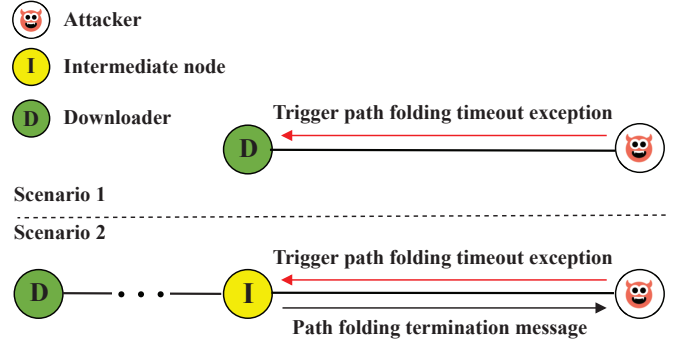 Attacker
I Intermediate node
D Downloader
Trigger path folding timeout exception
D
Scenario 1
Scenario 2
Trigger path folding timeout exception
D ... I
Path folding termination message